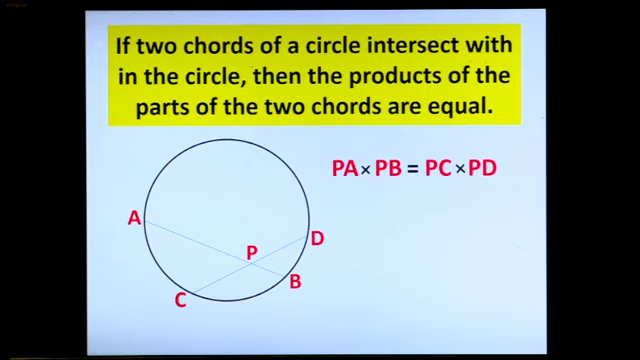 If two chords of a circle intersect with
in the circle, then the products of the
parts of the two chords are equal.
PA × PB = PC × PD
A
D
P
B
C